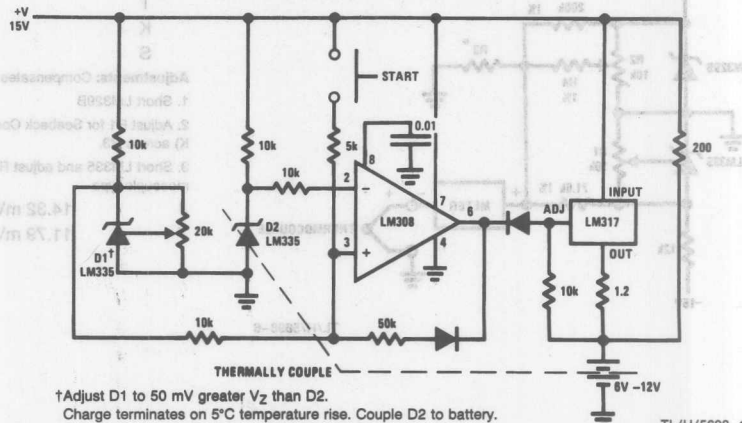 +V
15V
START
10k
10k
5k
0.01
200
10k
2
8
7
6
3
4
LM308
ADJ
INPUT
LM317
OUT
20k
D1†
LM335
D2
LM335
10k
1.2
10k
50k
THERMALLY COUPLE
6V –12V
†Adjust D1 to 50 mV greater VZ than D2.
Charge terminates on 5°C temperature rise. Couple D2 to battery.